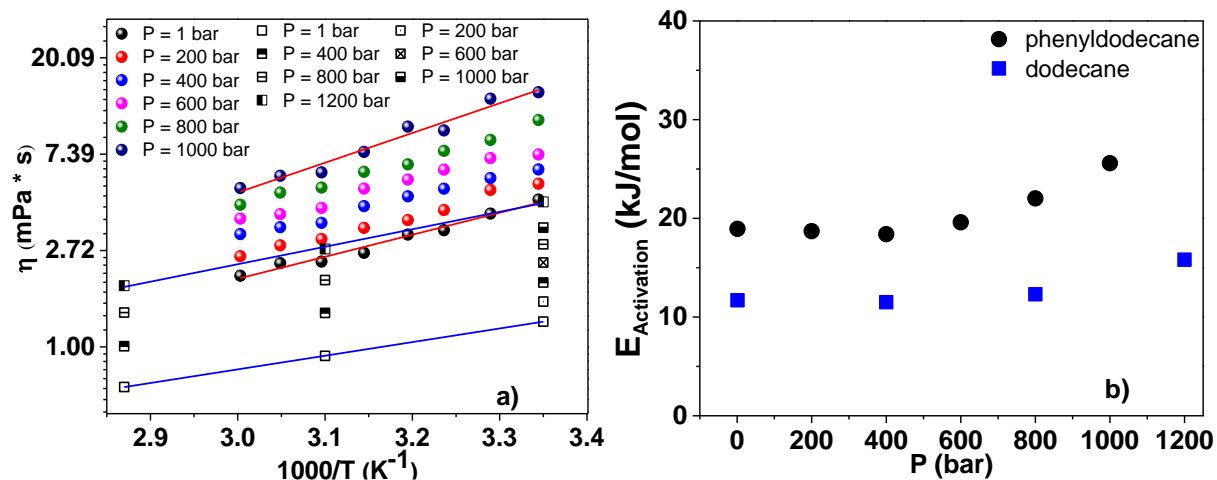 P = 1 bar
P = 200 bar
P = 400 bar
P = 600 bar
P = 800 bar
P = 1000 bar
P = 1 bar
P = 400 bar
P = 800 bar
P = 1200 bar
P = 200 bar
P = 600 bar
P = 1000 bar
20.09
7.39
2.72
1.00
η (mPa * s)
2.9
3.0
3.1
3.2
3.3
3.4
1000/T (K⁻¹)
a)
phenyldodecane
dodecane
40
30
20
10
0
E_Activation (kJ/mol)
0
200
400
600
800
1000
1200
P (bar)
b)